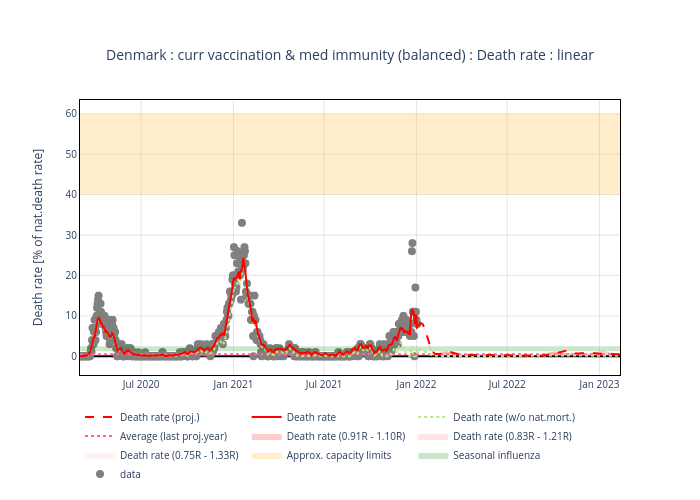 Denmark : curr vaccination & med immunity (balanced) : Death rate : linear
Death rate [% of nat.death rate]
60
50
40
30
20
10
0
Jul 2020
Jan 2021
Jul 2021
Jan 2022
Jul 2022
Jan 2023
Death rate (proj.)
Death rate
Death rate (w/o nat.mort.)
Average (last proj.year)
Death rate (0.91R - 1.10R)
Death rate (0.83R - 1.21R)
Death rate (0.75R - 1.33R)
Approx. capacity limits
Seasonal influenza
data